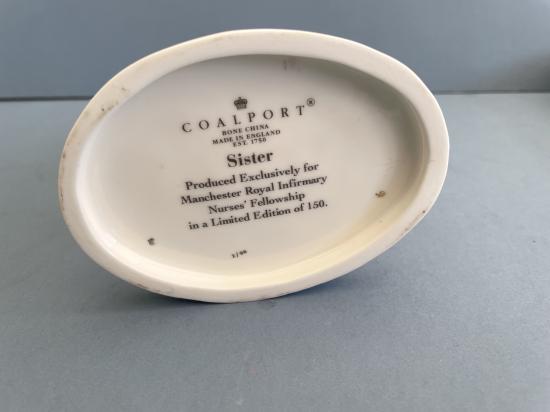 COALPORT®
BONE CHINA
MADE IN ENGLAND
EST. 1750
Sister
Produced Exclusively for
Manchester Royal Infirmary
Nurses' Fellowship
in a Limited Edition of 150.